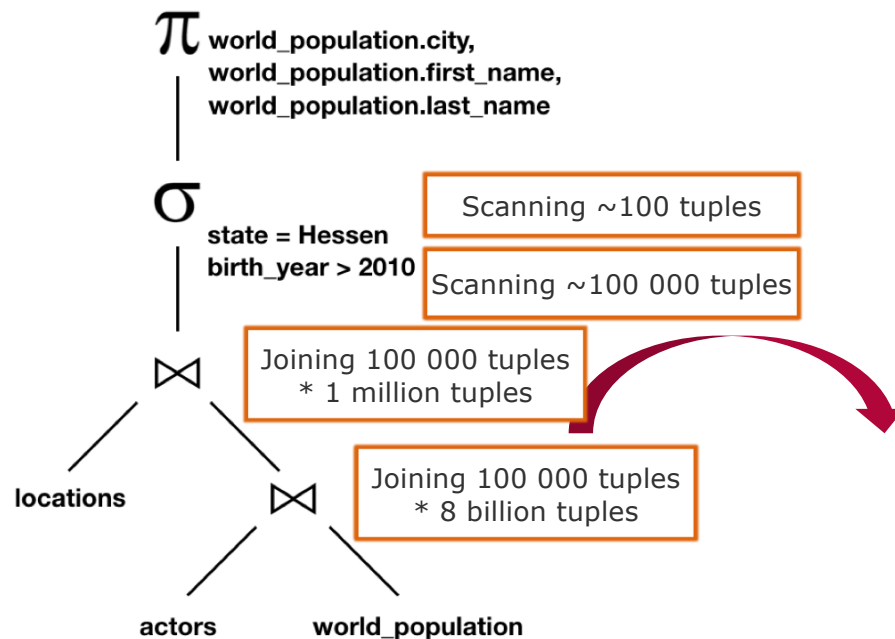 π world_population.city,
world_population.first_name,
world_population.last_name
σ
state = Hessen
birth_year > 2010
Scanning ~100 tuples
Scanning ~100 000 tuples
⋈
Joining 100 000 tuples
* 1 million tuples
locations
⋈
Joining 100 000 tuples
* 8 billion tuples
actors
world_population